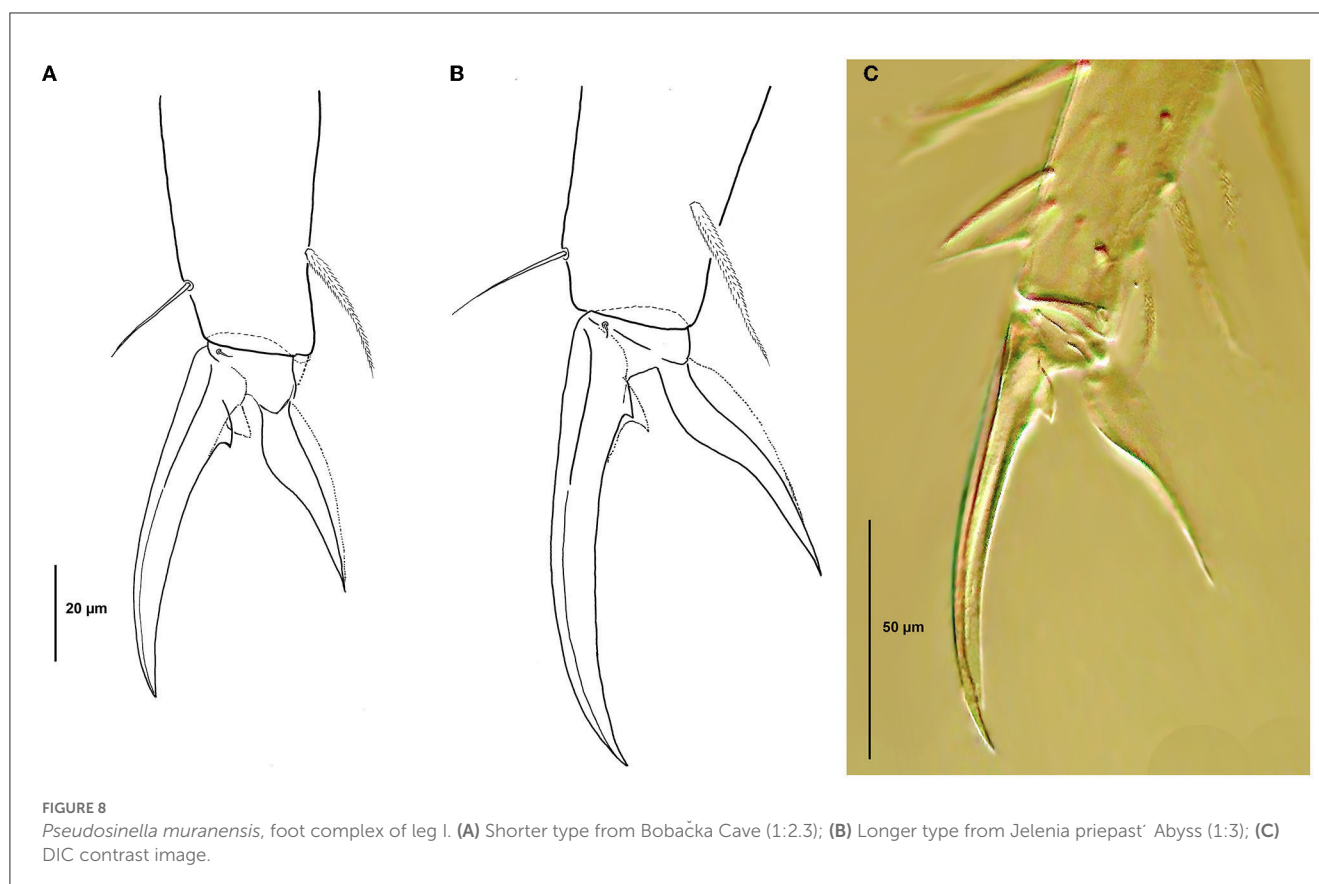 A
B
C
20 µm
50 µm
FIGURE 8
Pseudosinella muranensis, foot complex of leg I. (A) Shorter type from Bobačka Cave (1:2.3); (B) Longer type from Jelenia priepast´ Abyss (1:3); (C)
DIC contrast image.